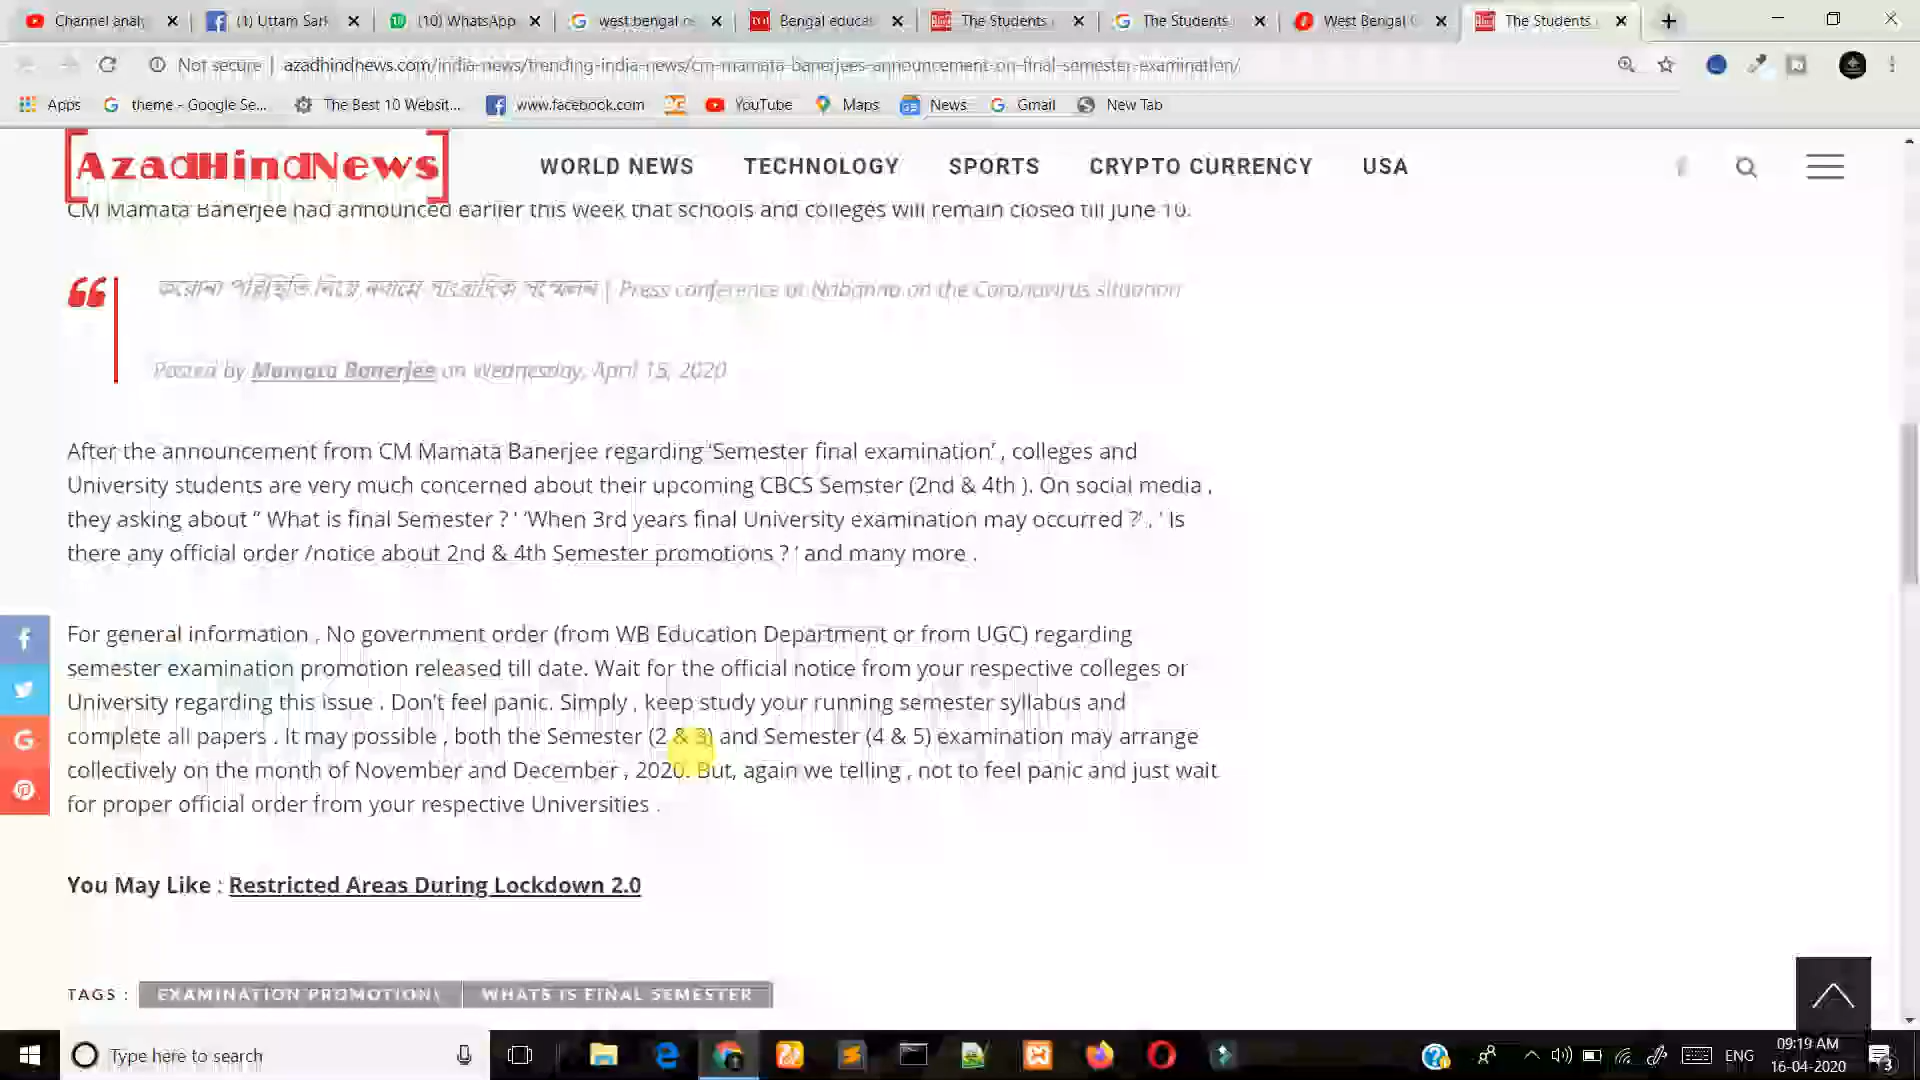 Channel analy
(1) Uttam Sark
(10) WhatsApp
west bengal
Bengal educat
The Students
The Students
West Bengal
The Students
Not secure | azadhindnews.com/india-news/trending-india-news/cm-mamata-banerjees-announcement-on-final-semester-examiination/
Apps
theme - Google Se...
The Best 10 Websit...
www.facebook.com
YouTube
Maps
News
Gmail
New Tab
AzadHindNews
WORLD NEWS
TECHNOLOGY
SPORTS
CRYPTO CURRENCY
USA
CM Mamata Banerjee had announced earlier this week that schools and colleges will remain closed till June 10.
করোনা পরিস্থিতি নিয়ে নবান্নে সাংবাদিক সম্মেলন | Press conference at Nabanna on the Coronavirus situation
Posted by Mamata Banerjee on Wednesday, April 15, 2020
After the announcement from CM Mamata Banerjee regarding ‘Semester final examination’ , colleges and
University students are very much concerned about their upcoming CBCS Semster (2nd & 4th ). On social media ,
they asking about “ What is final Semester ? ‘ ‘When 3rd years final University examination may occurred ?’ , ‘ Is
there any official order /notice about 2nd & 4th Semester promotions ? ‘ and many more .
For general information , No government order (from WB Education Department or from UGC) regarding
semester examination promotion released till date. Wait for the official notice from your respective colleges or
University regarding this issue . Don’t feel panic. Simply , keep study your running semester syllabus and
complete all papers . It may possible , both the Semester (2 & 3) and Semester (4 & 5) examination may arrange
collectively on the month of November and December , 2020. But, again we telling , not to feel panic and just wait
for proper official order from your respective Universities .
You May Like : Restricted Areas During Lockdown 2.0
TAGS :
EXAMINATION PROMOTION\
WHATS IS FINAL SEMESTER
Type here to search
ENG
09:19 AM
16-04-2020
3